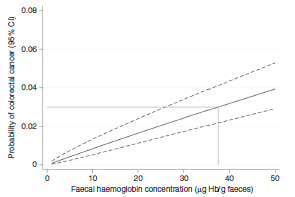 Probability of colorectal cancer (95% CI)
0.08
0.06
0.04
0.02
0
0 10 20 30 40 50
Faecal haemoglobin concentration (μg Hb/g faeces)